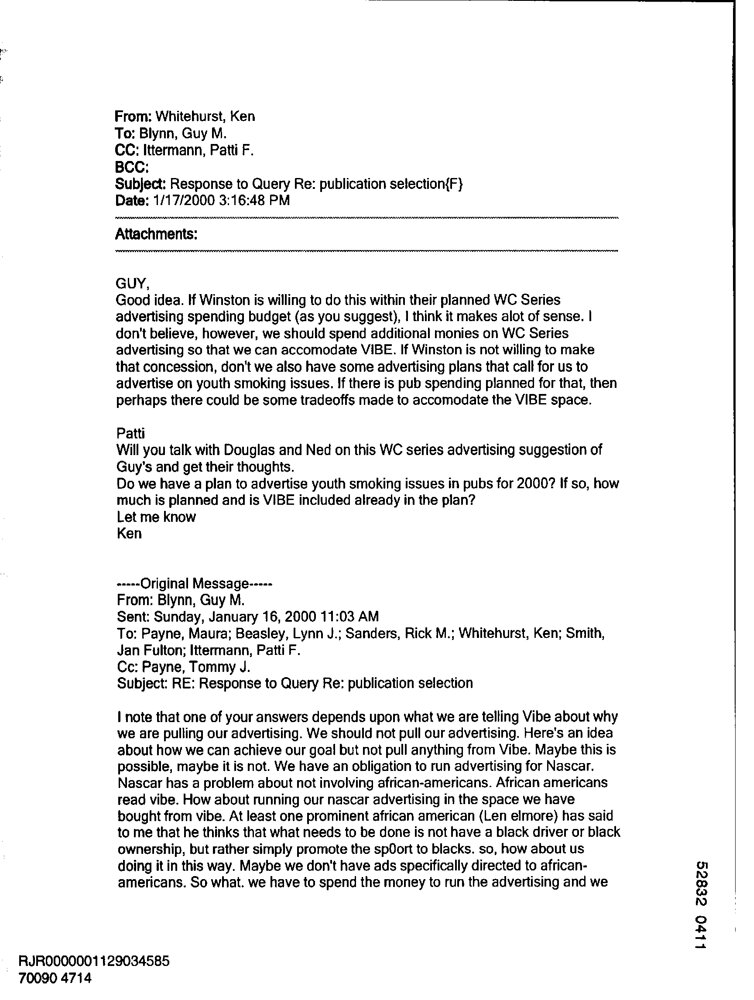 From: Whitehurst, Ken
To: Blynn, Guy M.
CC: Ittermann, Patti F.
BCC:
Subject: Response to Query Re: publication selection{F}
Date: 1/17/2000 3:16:48 PM
Attachments:
GUY,
Good idea. If Winston is willing to do this within their planned WC Series
advertising spending budget (as you suggest), I think it makes alot of sense. I
don't believe, however, we should spend additional monies on WC Series
advertising so that we can accomodate VIBE. If Winston is not willing to make
that concession, don't we also have some advertising plans that call for us to
advertise on youth smoking issues. If there is pub spending planned for that, then
perhaps there could be some tradeoffs made to accomodate the VIBE space.
Patti
Will you talk with Douglas and Ned on this WC series advertising suggestion of
Guy's and get their thoughts.
Do we have a plan to advertise youth smoking issues in pubs for 2000? If so, how
much is planned and is VIBE included already in the plan?
Let me know
Ken
-----Original Message-----
From: Blynn, Guy M.
Sent: Sunday, January 16, 2000 11:03 AM
To: Payne, Maura; Beasley, Lynn J.; Sanders, Rick M.; Whitehurst, Ken; Smith,
Jan Fulton; Ittermann, Patti F.
Cc: Payne, Tommy J.
Subject: RE: Response to Query Re: publication selection
I note that one of your answers depends upon what we are telling Vibe about why
we are pulling our advertising. We should not pull our advertising. Here's an idea
about how we can achieve our goal but not pull anything from Vibe. Maybe this is
possible, maybe it is not. We have an obligation to run advertising for Nascar.
Nascar has a problem about not involving african-americans. African americans
read vibe. How about running our nascar advertising in the space we have
bought from vibe. At least one prominent african american (Len elmore) has said
to me that he thinks that what needs to be done is not have a black driver or black
ownership, but rather simply promote the sp0ort to blacks. so, how about us
doing it in this way. Maybe we don't have ads specifically directed to african-
americans. So what. we have to spend the money to run the advertising and we
52832 0411
RJR0000001129034585
70090 4714